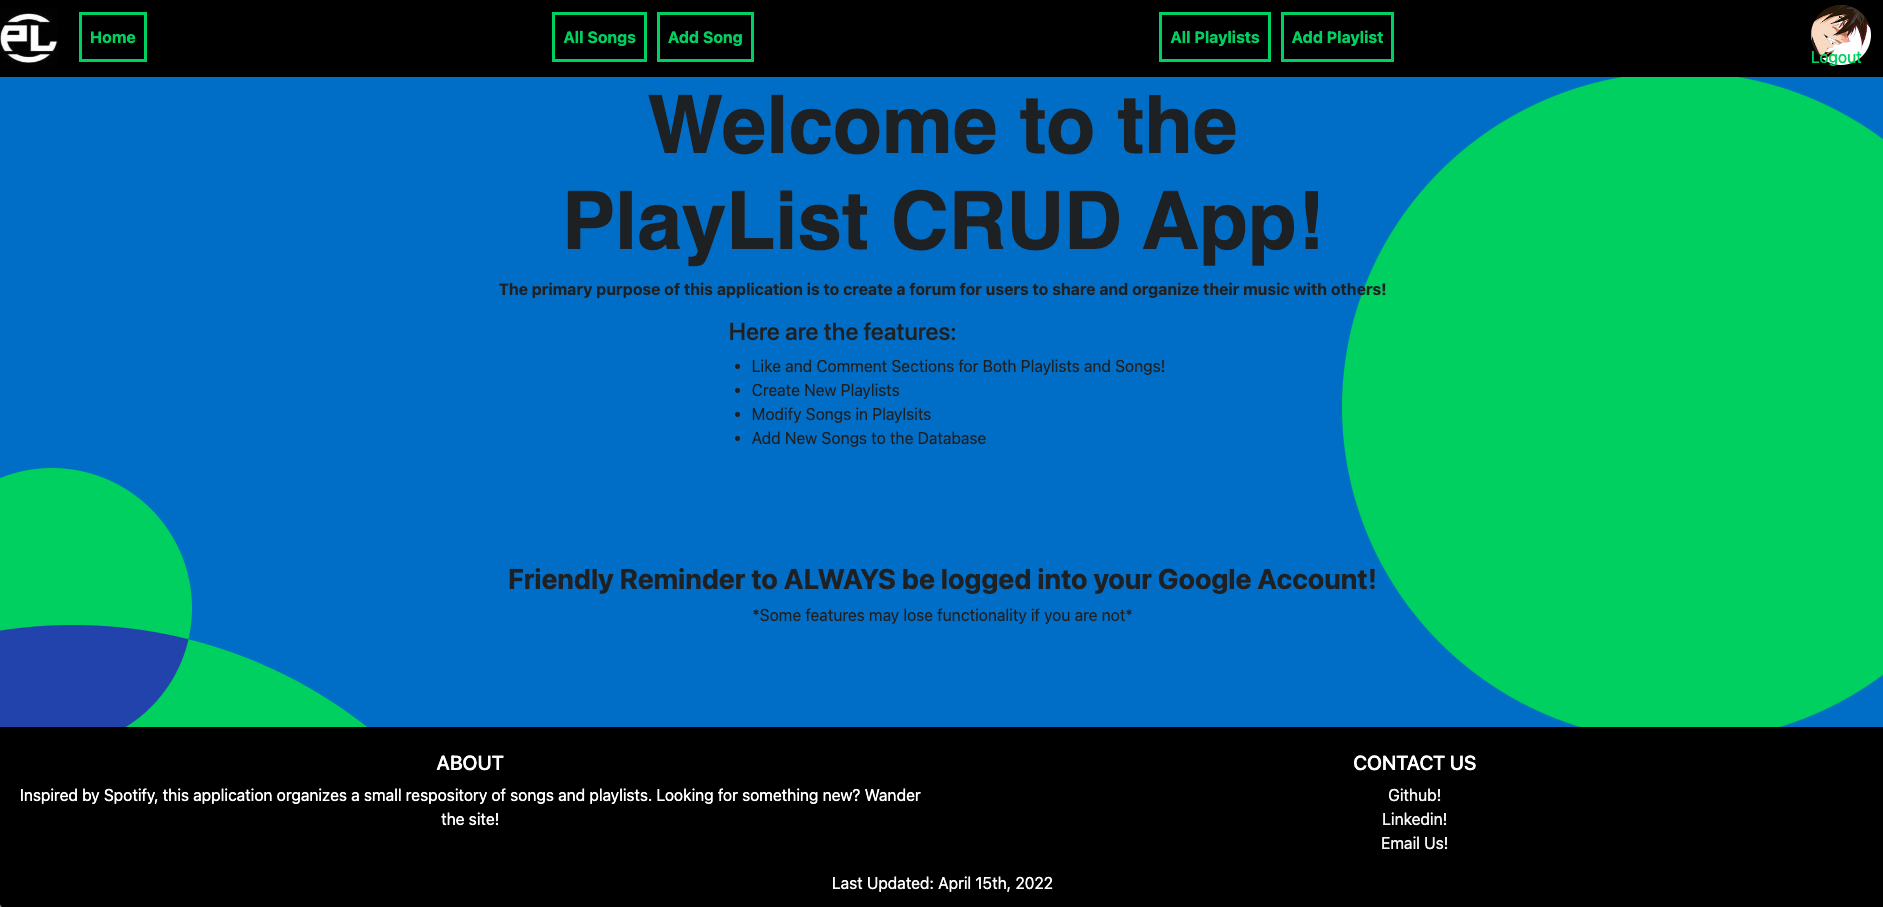 PL
Home
All Songs
Add Song
All Playlists
Add Playlist
Logout
Welcome to the
PlayList CRUD App!
The primary purpose of this application is to create a forum for users to share and organize their music with others!
Here are the features:
• Like and Comment Sections for Both Playlists and Songs!
• Create New Playlists
• Modify Songs in Playlsits
• Add New Songs to the Database
Friendly Reminder to ALWAYS be logged into your Google Account!
*Some features may lose functionality if you are not*
ABOUT
Inspired by Spotify, this application organizes a small respository of songs and playlists. Looking for something new? Wander
the site!
CONTACT US
Github!
Linkedin!
Email Us!
Last Updated: April 15th, 2022